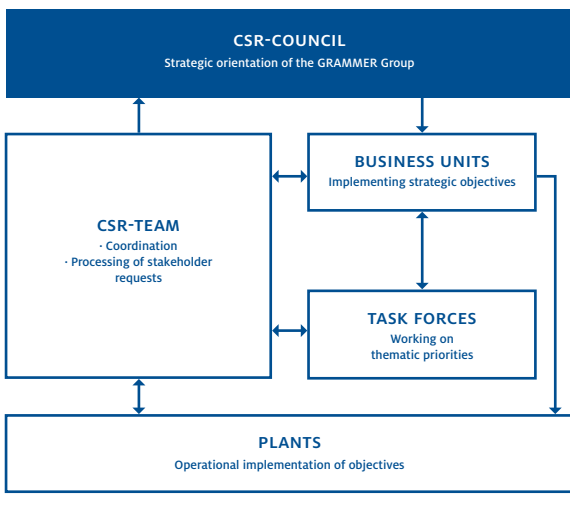 CSR-COUNCIL
Strategic orientation of the GRAMMER Group
BUSINESS UNITS
Implementing strategic objectives
CSR-TEAM
· Coordination
· Processing of stakeholder
requests
TASK FORCES
Working on
thematic priorities
PLANTS
Operational implementation of objectives